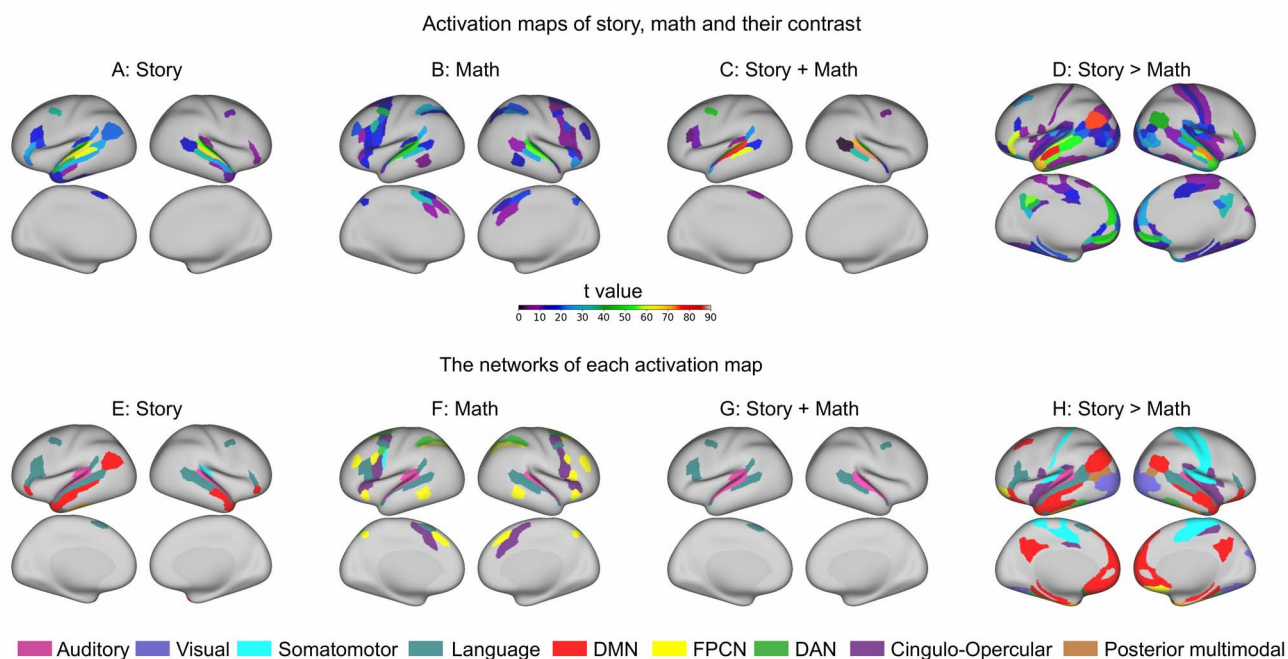 Activation maps of story, math and their contrast
A: Story
B: Math
C: Story + Math
D: Story > Math
t value
0 10 20 30 40 50 60 70 80 90
The networks of each activation map
E: Story
F: Math
G: Story + Math
H: Story > Math
Auditory Visual Somatomotor Language DMN FPCN DAN Cingulo-Opercular Posterior multimodal